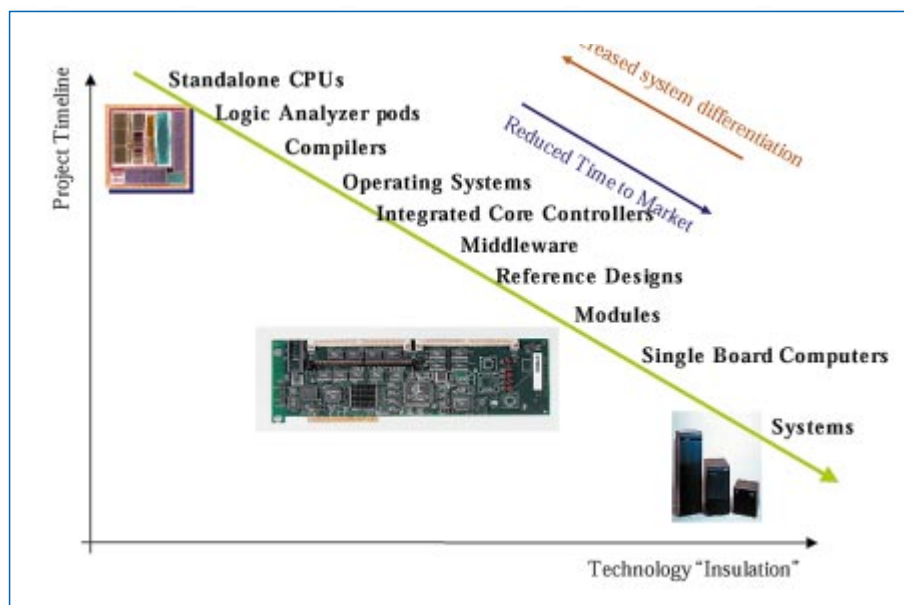 creased system differentiation
Standalone CPUs
Logic Analyzer pods
Reduced Time to Market
Compilers
Operating Systems
Integrated Core Controllers
Middleware
Reference Designs
Modules
Single Board Computers
Systems
Project Timeline
Technology "Insulation"